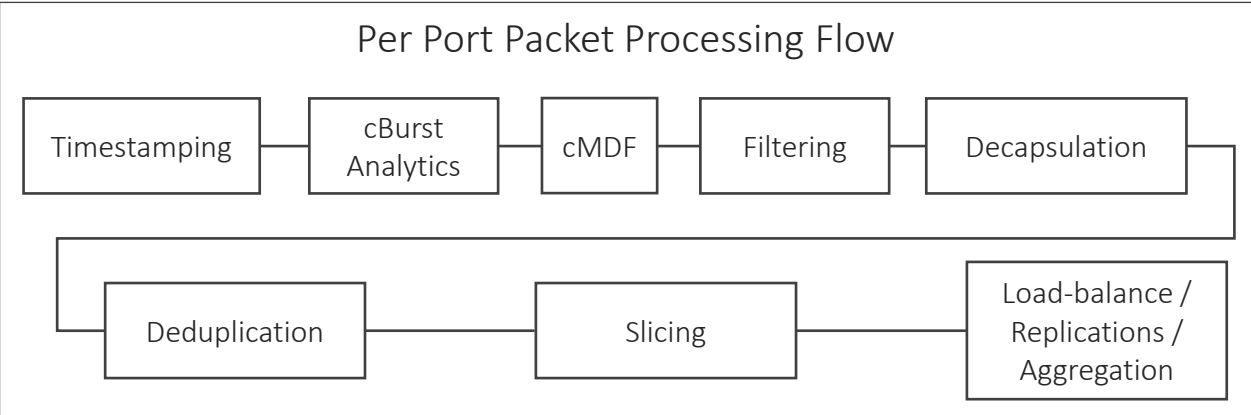 Per Port Packet Processing Flow
Timestamping
cBurst
Analytics
cMDF
Filtering
Decapsulation
Deduplication
Slicing
Load-balance /
Replications /
Aggregation